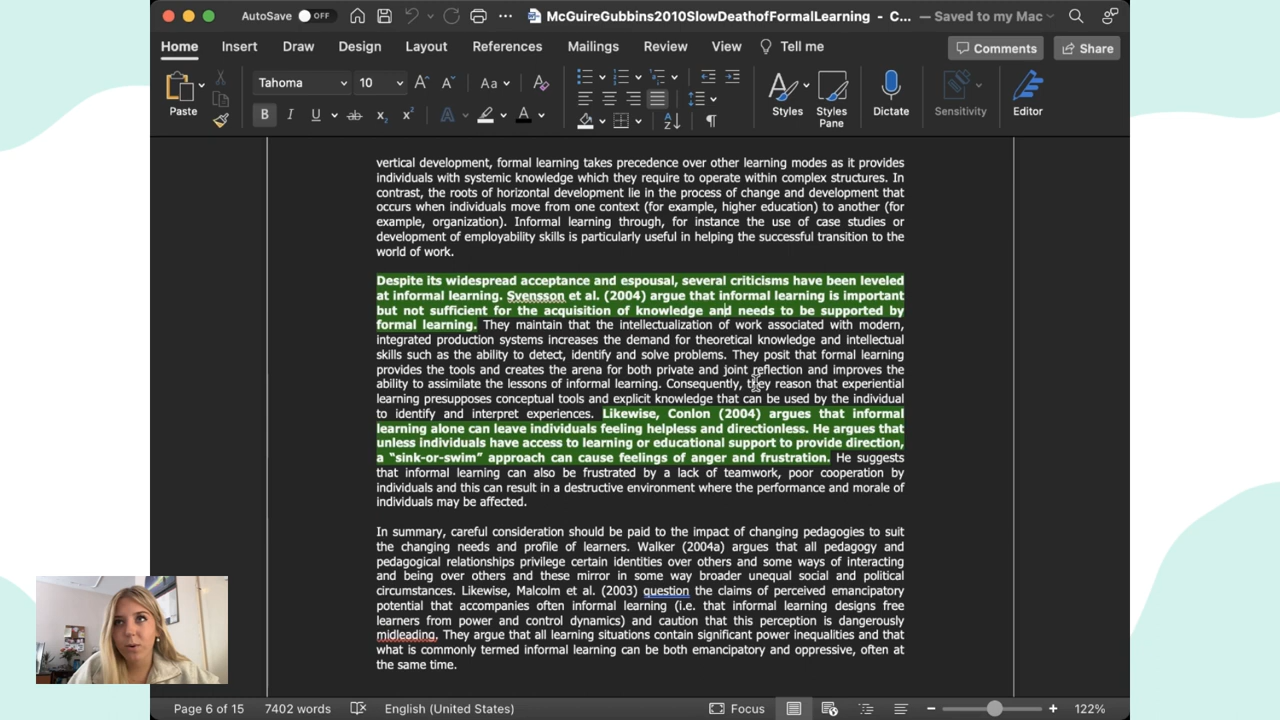 AutoSave OFF
McGuireGubbins2010SlowDeathofFormalLearning - C... — Saved to my Mac
Home Insert Draw Design Layout References Mailings Review View Tell me Comments Share
Paste Tahoma 10 Aa Styles Styles Pane Dictate Sensitivity Editor
B I U ab x2 x2 A A
vertical development, formal learning takes precedence over other learning modes as it provides
individuals with systemic knowledge which they require to operate within complex structures. In
contrast, the roots of horizontal development lie in the process of change and development that
occurs when individuals move from one context (for example, higher education) to another (for
example, organization). Informal learning through, for instance the use of case studies or
development of employability skills is particularly useful in helping the successful transition to the
world of work.
Despite its widespread acceptance and espousal, several criticisms have been leveled
at informal learning. Svensson et al. (2004) argue that informal learning is important
but not sufficient for the acquisition of knowledge and needs to be supported by
formal learning. They maintain that the intellectualization of work associated with modern,
integrated production systems increases the demand for theoretical knowledge and intellectual
skills such as the ability to detect, identify and solve problems. They posit that formal learning
provides the tools and creates the arena for both private and joint reflection and improves the
ability to assimilate the lessons of informal learning. Consequently, they reason that experiential
learning presupposes conceptual tools and explicit knowledge that can be used by the individual
to identify and interpret experiences. Likewise, Conlon (2004) argues that informal
learning alone can leave individuals feeling helpless and directionless. He argues that
unless individuals have access to learning or educational support to provide direction,
a “sink-or-swim” approach can cause feelings of anger and frustration. He suggests
that informal learning can also be frustrated by a lack of teamwork, poor cooperation by
individuals and this can result in a destructive environment where the performance and morale of
individuals may be affected.
In summary, careful consideration should be paid to the impact of changing pedagogies to suit
the changing needs and profile of learners. Walker (2004a) argues that all pedagogy and
pedagogical relationships privilege certain identities over others and some ways of interacting
and being over others and these mirror in some way broader unequal social and political
circumstances. Likewise, Malcolm et al. (2003) question the claims of perceived emancipatory
potential that accompanies often informal learning (i.e. that informal learning designs free
learners from power and control dynamics) and caution that this perception is dangerously
midleading. They argue that all learning situations contain significant power inequalities and that
what is commonly termed informal learning can be both emancipatory and oppressive, often at
the same time.
Page 6 of 15 7402 words English (United States) Focus 122%